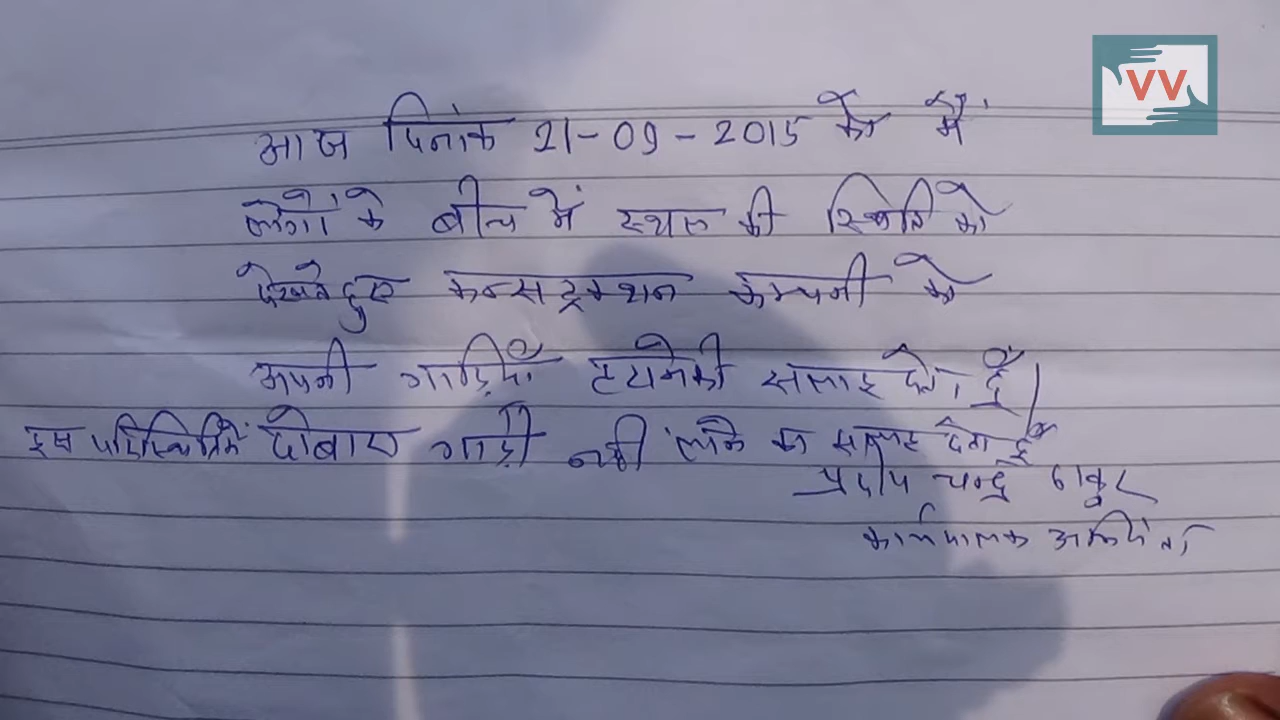 VV
आज दिनांक 21-09-2015 को मैं
लोगों के बीच में स्थल की स्थिति को
देखते हुए कन्सट्रक्शन कम्पनी को
अपनी गाड़ियाँ हटाने की सलाह देता हूँ।
इस परिस्थिति में दोबारा गाड़ी नहीं लाने का सलाह देता हूँ
प्रदीप चन्द्र ठाकुर
कार्यपालक अभियंता